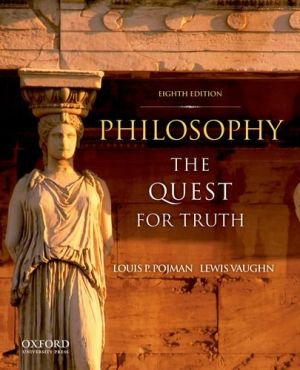 EIGHTH EDITION
PHILOSOPHY
THE
QUEST
FOR TRUTH
LOUIS P. POJMAN LEWIS VAUGHN
OXFORD
UNIVERSITY PRESS